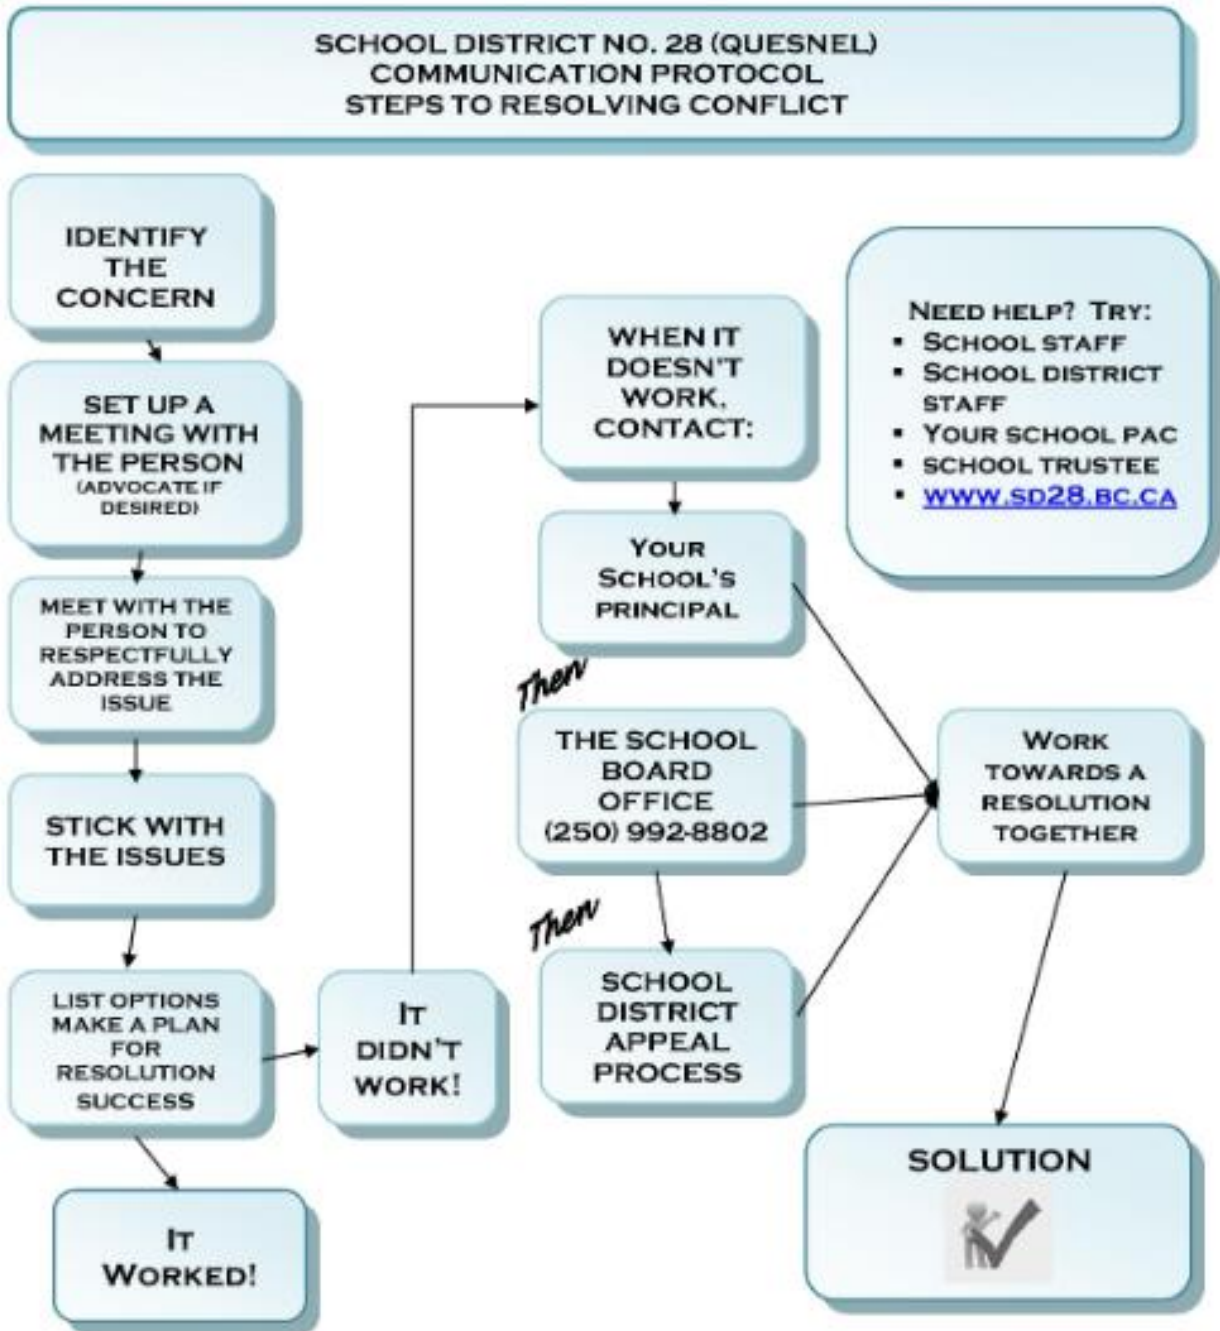 SCHOOL DISTRICT NO. 28 (QUESNEL)
COMMUNICATION PROTOCOL
STEPS TO RESOLVING CONFLICT
IDENTIFY
THE
CONCERN
SET UP A
MEETING WITH
THE PERSON
(ADVOCATE IF
DESIRED)
MEET WITH THE
PERSON TO
RESPECTFULLY
ADDRESS THE
ISSUE
STICK WITH
THE ISSUES
LIST OPTIONS
MAKE A PLAN
FOR
RESOLUTION
SUCCESS
IT
WORKED!
IT
DIDN'T
WORK!
WHEN IT
DOESN'T
WORK,
CONTACT:
YOUR
SCHOOL'S
PRINCIPAL
Then
THE SCHOOL
BOARD
OFFICE
(250) 992-8802
Then
SCHOOL
DISTRICT
APPEAL
PROCESS
NEED HELP? TRY:
▪ SCHOOL STAFF
▪ SCHOOL DISTRICT
STAFF
▪ YOUR SCHOOL PAC
▪ SCHOOL TRUSTEE
▪ WWW.SD28.BC.CA
WORK
TOWARDS A
RESOLUTION
TOGETHER
SOLUTION